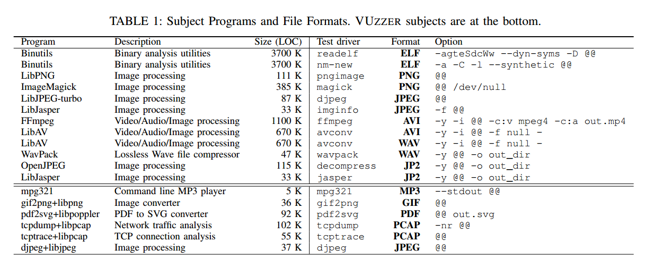 TABLE 1: Subject Programs and File Formats. VUZZER subjects are at the bottom.
Program Description Size (LOC) Test driver Format Option
Binutils Binary analysis utilities 3700 K readelf ELF -agteSdcWw --dyn-syms -D @@
Binutils Binary analysis utilities 3700 K nm-new ELF -a -C -l --synthetic @@
LibPNG Image processing 111 K pngimage PNG @@
ImageMagick Image processing 385 K magick PNG @@ /dev/null
LibJPEG-turbo Image processing 87 K djpeg JPEG @@
LibJasper Image processing 33 K imginfo JPEG -f @@
FFmpeg Video/Audio/Image processing 1100 K ffmpeg AVI -y -i @@ -c:v mpeg4 -c:a out.mp4
LibAV Video/Audio/Image processing 670 K avconv AVI -y -i @@ -f null -
LibAV Video/Audio/Image processing 670 K avconv WAV -y -i @@ -f null -
WavPack Lossless Wave file compressor 47 K wavpack WAV -y @@ -o out_dir
OpenJPEG Image processing 115 K decompress JP2 -y @@ -o out_dir
LibJasper Image processing 33 K jasper JP2 -y @@ -o out_dir
mpg321 Command line MP3 player 5 K mpg321 MP3 --stdout @@
gif2png+libpng Image converter 36 K gif2png GIF @@
pdf2svg+libpoppler PDF to SVG converter 92 K pdf2svg PDF @@ out.svg
tcpdump+libpcap Network traffic analysis 102 K tcpdump PCAP -nr @@
tcptrace+libpcap TCP connection analysis 55 K tcptrace PCAP @@
djpeg+libjpeg Image processing 37 K djpeg JPEG @@